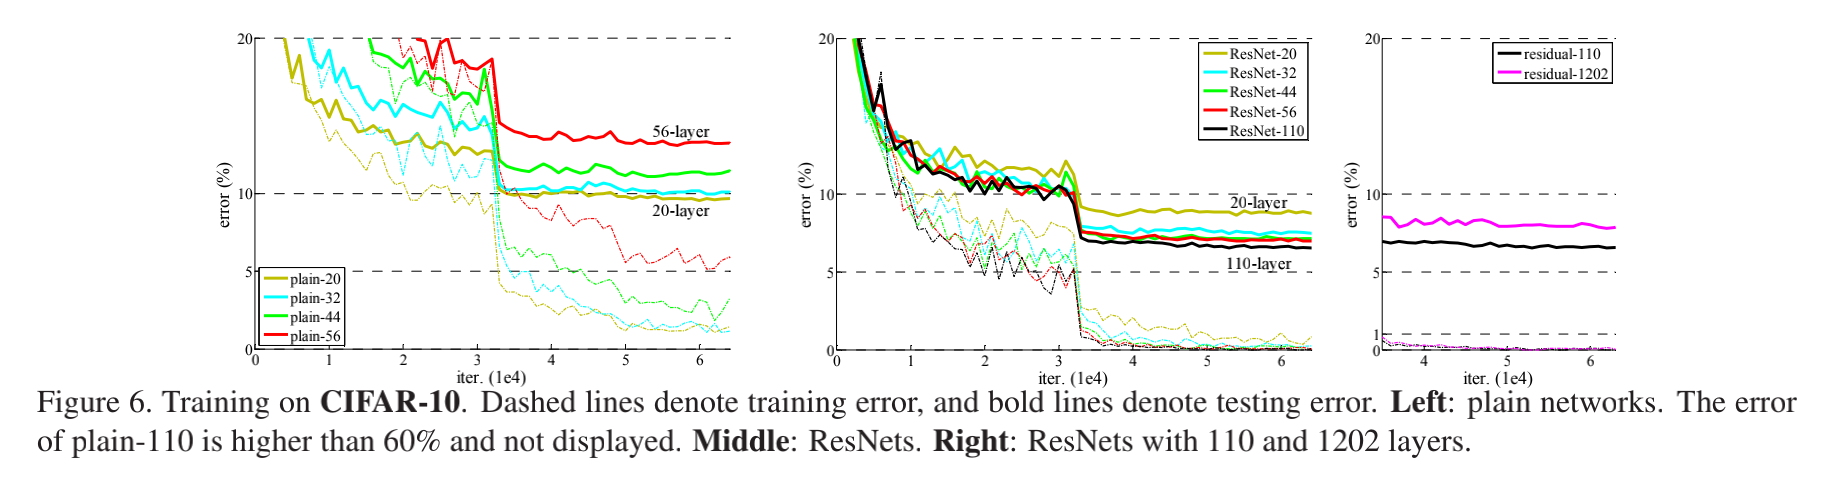 20
10
5
0
error (%)
0 1 2 3 4 5 6
iter. (1e4)
56-layer
20-layer
plain-20
plain-32
plain-44
plain-56
20
10
5
0
error (%)
0 1 2 3 4 5 6
iter. (1e4)
ResNet-20
ResNet-32
ResNet-44
ResNet-56
ResNet-110
20-layer
110-layer
20
10
5
1
0
error (%)
4 5 6
iter. (1e4)
residual-110
residual-1202
Figure 6. Training on CIFAR-10. Dashed lines denote training error, and bold lines denote testing error. Left: plain networks. The error
of plain-110 is higher than 60% and not displayed. Middle: ResNets. Right: ResNets with 110 and 1202 layers.